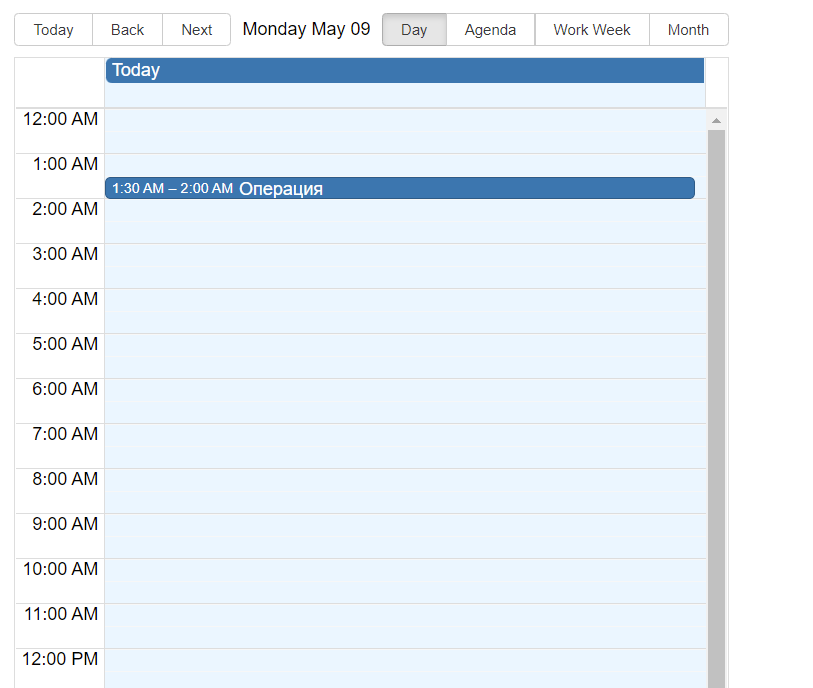 Today Back Next Monday May 09 Day Agenda Work Week Month
Today
12:00 AM
1:00 AM
1:30 AM – 2:00 AM Операция
2:00 AM
3:00 AM
4:00 AM
5:00 AM
6:00 AM
7:00 AM
8:00 AM
9:00 AM
10:00 AM
11:00 AM
12:00 PM